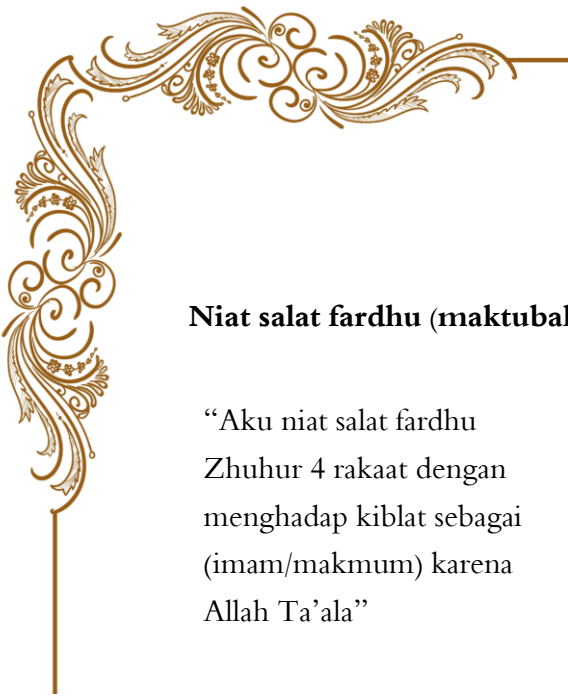 Niat salat fardhu (maktubah
“Aku niat salat fardhu
Zhuhur 4 rakaat dengan
menghadap kiblat sebagai
(imam/makmum) karena
Allah Ta’ala”